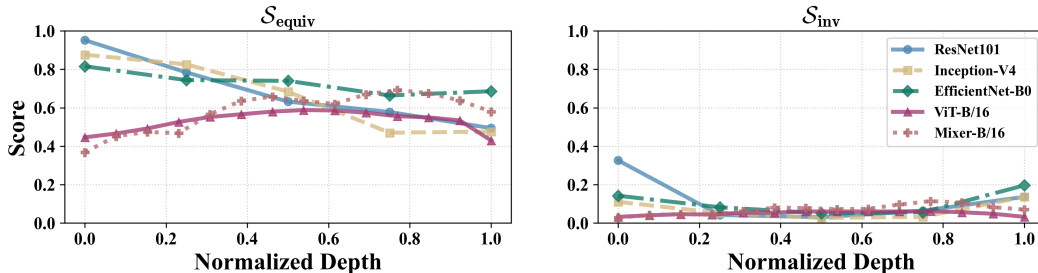 𝒮equiv
Score
1.0
0.8
0.6
0.4
0.2
0.0
0.0 0.2 0.4 0.6 0.8 1.0
Normalized Depth
𝒮inv
1.0
0.8
0.6
0.4
0.2
0.0
0.0 0.2 0.4 0.6 0.8 1.0
Normalized Depth
ResNet101
Inception-V4
EfficientNet-B0
ViT-B/16
Mixer-B/16